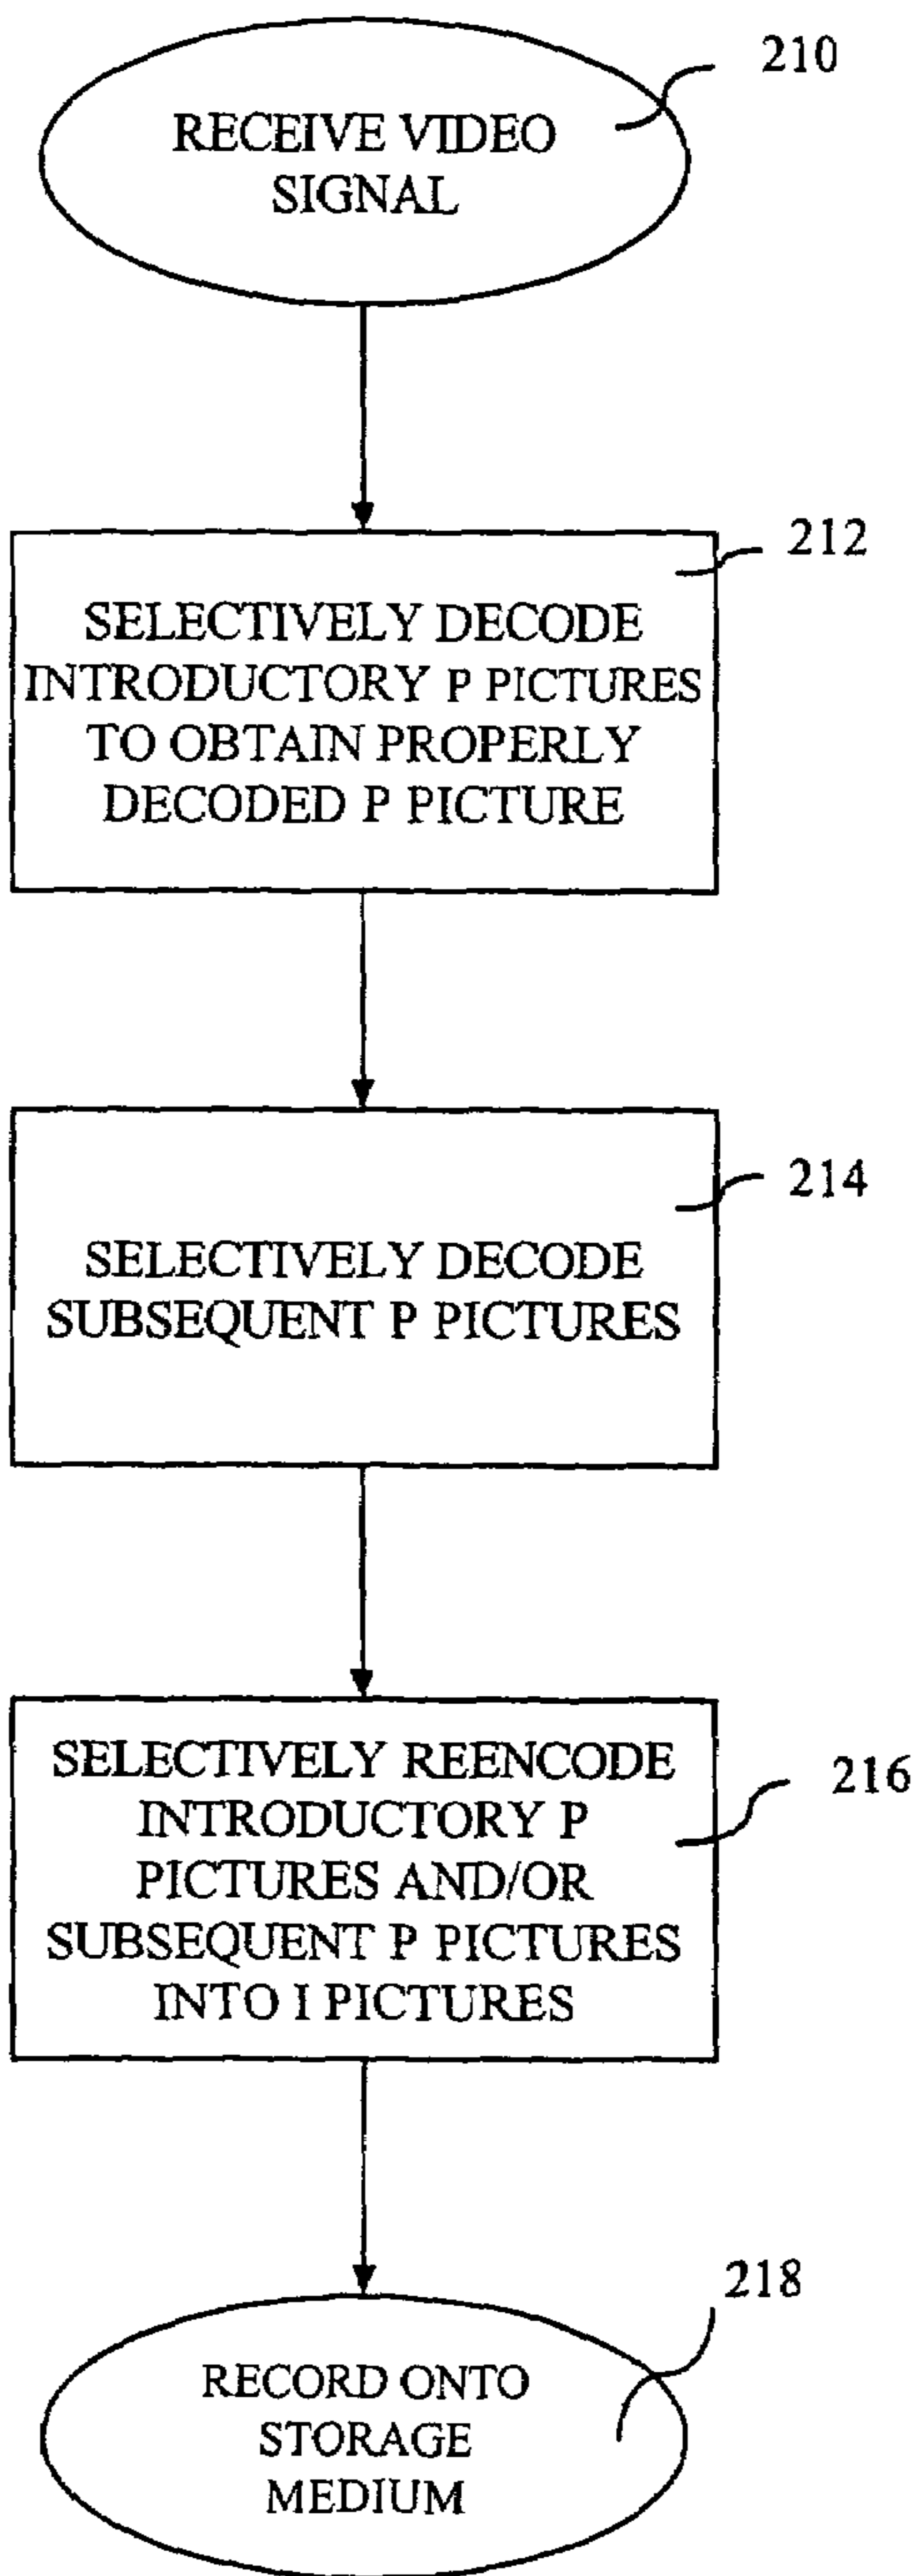 210
RECEIVE VIDEO
SIGNAL
212
SELECTIVELY DECODE
INTRODUCTORY P PICTURES
TO OBTAIN PROPERLY
DECODED P PICTURE
214
SELECTIVELY DECODE
SUBSEQUENT P PICTURES
216
SELECTIVELY REENCODE
INTRODUCTORY P
PICTURES AND/OR
SUBSEQUENT P PICTURES
INTO I PICTURES
218
RECORD ONTO
STORAGE
MEDIUM